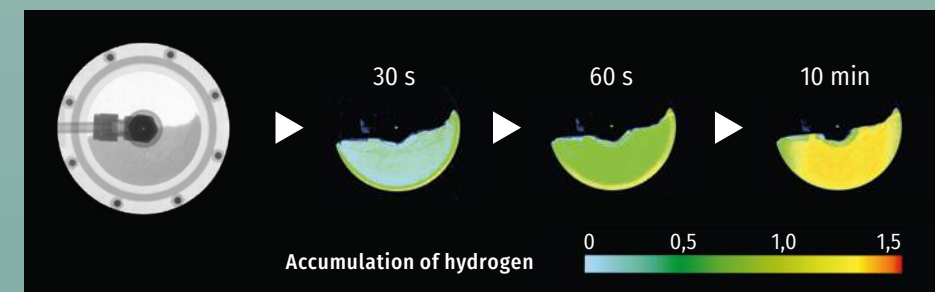 30 s
60 s
10 min
Accumulation of hydrogen
0 0,5 1,0 1,5